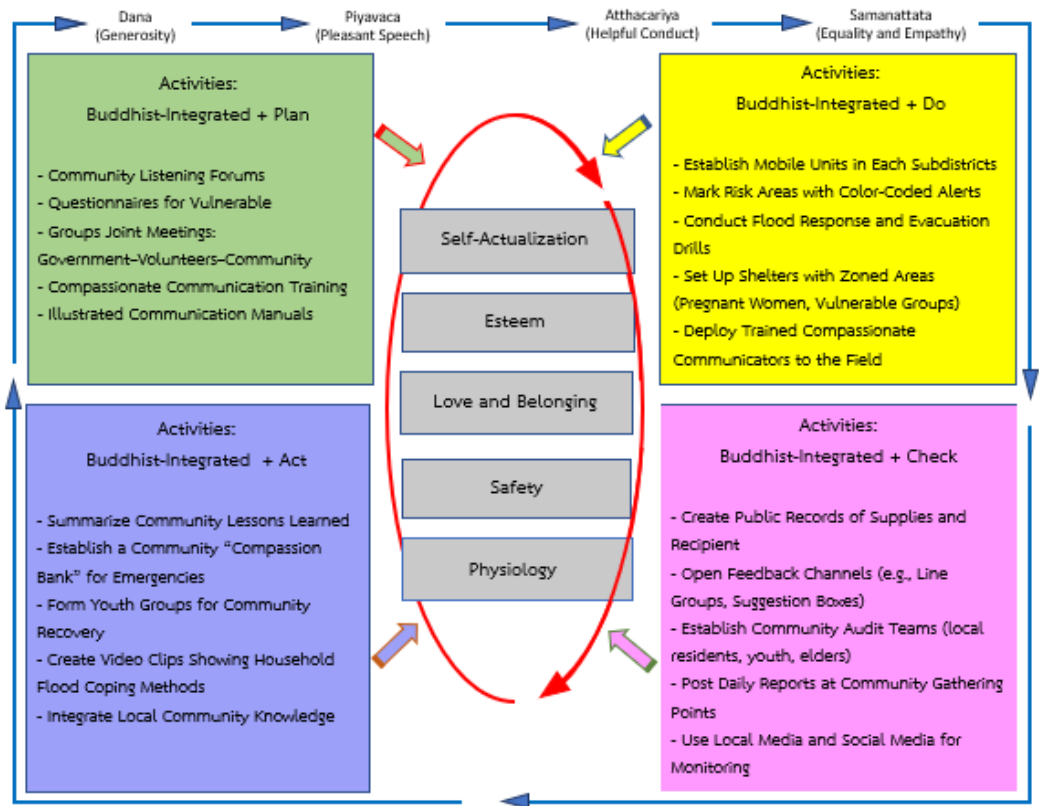 Dana
(Generosity)
Piyavaca
(Pleasant Speech)
Atthacariya
(Helpful Conduct)
Samanattata
(Equality and Empathy)
Activities:
Buddhist-Integrated + Plan
- Community Listening Forums
- Questionnaires for Vulnerable
- Groups Joint Meetings:
Government–Volunteers–Community
- Compassionate Communication Training
- Illustrated Communication Manuals
Activities:
Buddhist-Integrated + Do
- Establish Mobile Units in Each Subdistricts
- Mark Risk Areas with Color-Coded Alerts
- Conduct Flood Response and Evacuation
Drills
- Set Up Shelters with Zoned Areas
(Pregnant Women, Vulnerable Groups)
- Deploy Trained Compassionate
Communicators to the Field
Self-Actualization
Esteem
Love and Belonging
Safety
Physiology
Activities:
Buddhist-Integrated + Act
- Summarize Community Lessons Learned
- Establish a Community “Compassion
Bank” for Emergencies
- Form Youth Groups for Community
Recovery
- Create Video Clips Showing Household
Flood Coping Methods
- Integrate Local Community Knowledge
Activities:
Buddhist-Integrated + Check
- Create Public Records of Supplies and
Recipient
- Open Feedback Channels (e.g., Line
Groups, Suggestion Boxes)
- Establish Community Audit Teams (local
residents, youth, elders)
- Post Daily Reports at Community Gathering
Points
- Use Local Media and Social Media for
Monitoring